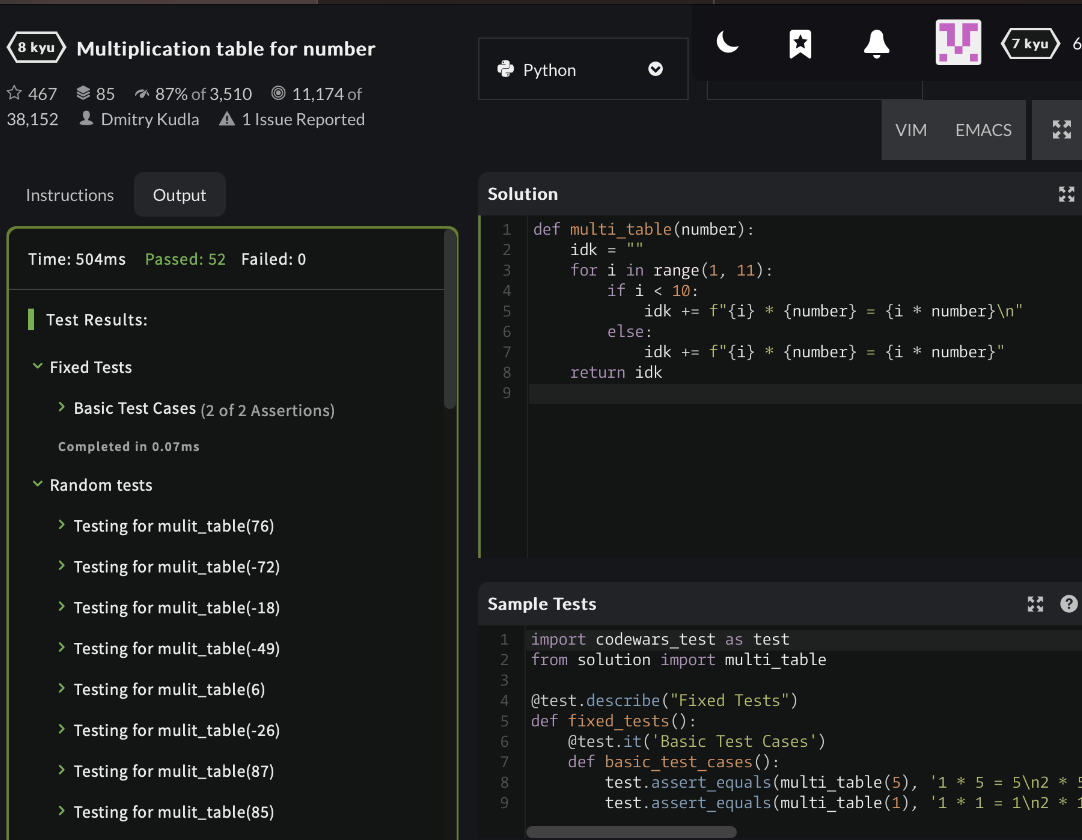 8 kyu Multiplication table for number
467 85 87% of 3,510 11,174 of
38,152 Dmitry Kudla 1 Issue Reported
Python
7 kyu 6
VIM EMACS
Instructions Output
Time: 504ms Passed: 52 Failed: 0
Test Results:
Fixed Tests
Basic Test Cases (2 of 2 Assertions)
Completed in 0.07ms
Random tests
Testing for mulit_table(76)
Testing for mulit_table(-72)
Testing for mulit_table(-18)
Testing for mulit_table(-49)
Testing for mulit_table(6)
Testing for mulit_table(-26)
Testing for mulit_table(87)
Testing for mulit_table(85)
Solution
1 def multi_table(number):
2     idk = ""
3     for i in range(1, 11):
4         if i < 10:
5             idk += f"{i} * {number} = {i * number}\n"
6         else:
7             idk += f"{i} * {number} = {i * number}"
8     return idk
9
Sample Tests
?
1 import codewars_test as test
2 from solution import multi_table
3
4 @test.describe("Fixed Tests")
5 def fixed_tests():
6     @test.it('Basic Test Cases')
7     def basic_test_cases():
8         test.assert_equals(multi_table(5), '1 * 5 = 5\n2 * 5
9         test.assert_equals(multi_table(1), '1 * 1 = 1\n2 * 1